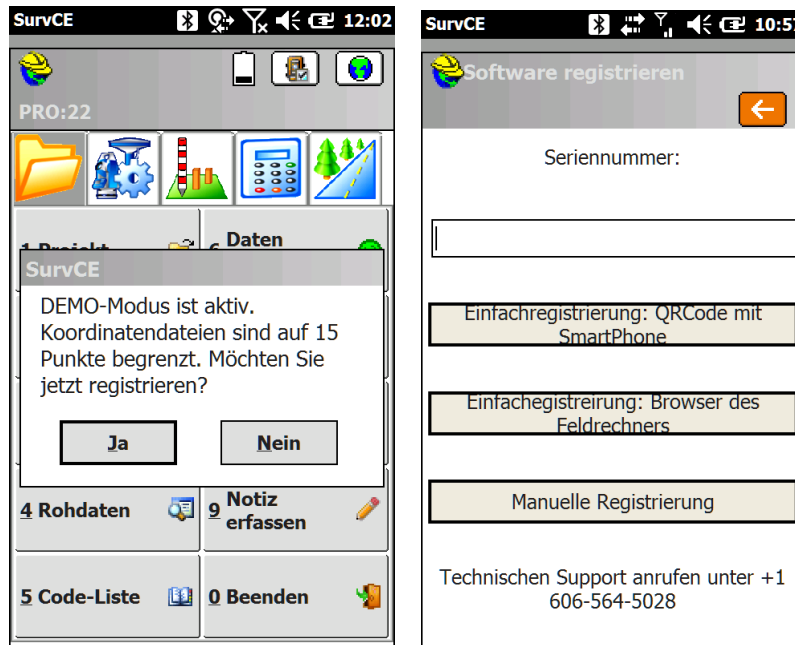 SurvCE
12:02
PRO:22
1 Projekt
6 Daten
SurvCE
DEMO-Modus ist aktiv.
Koordinatendateien sind auf 15
Punkte begrenzt. Möchten Sie
jetzt registrieren?
Ja
Nein
4 Rohdaten
9 Notiz
erfassen
5 Code-Liste
0 Beenden
SurvCE
10:57
Software registrieren
Seriennummer:
Einfachregistrierung: QRCode mit
SmartPhone
Einfachegistreirung: Browser des
Feldrechners
Manuelle Registrierung
Technischen Support anrufen unter +1
606-564-5028